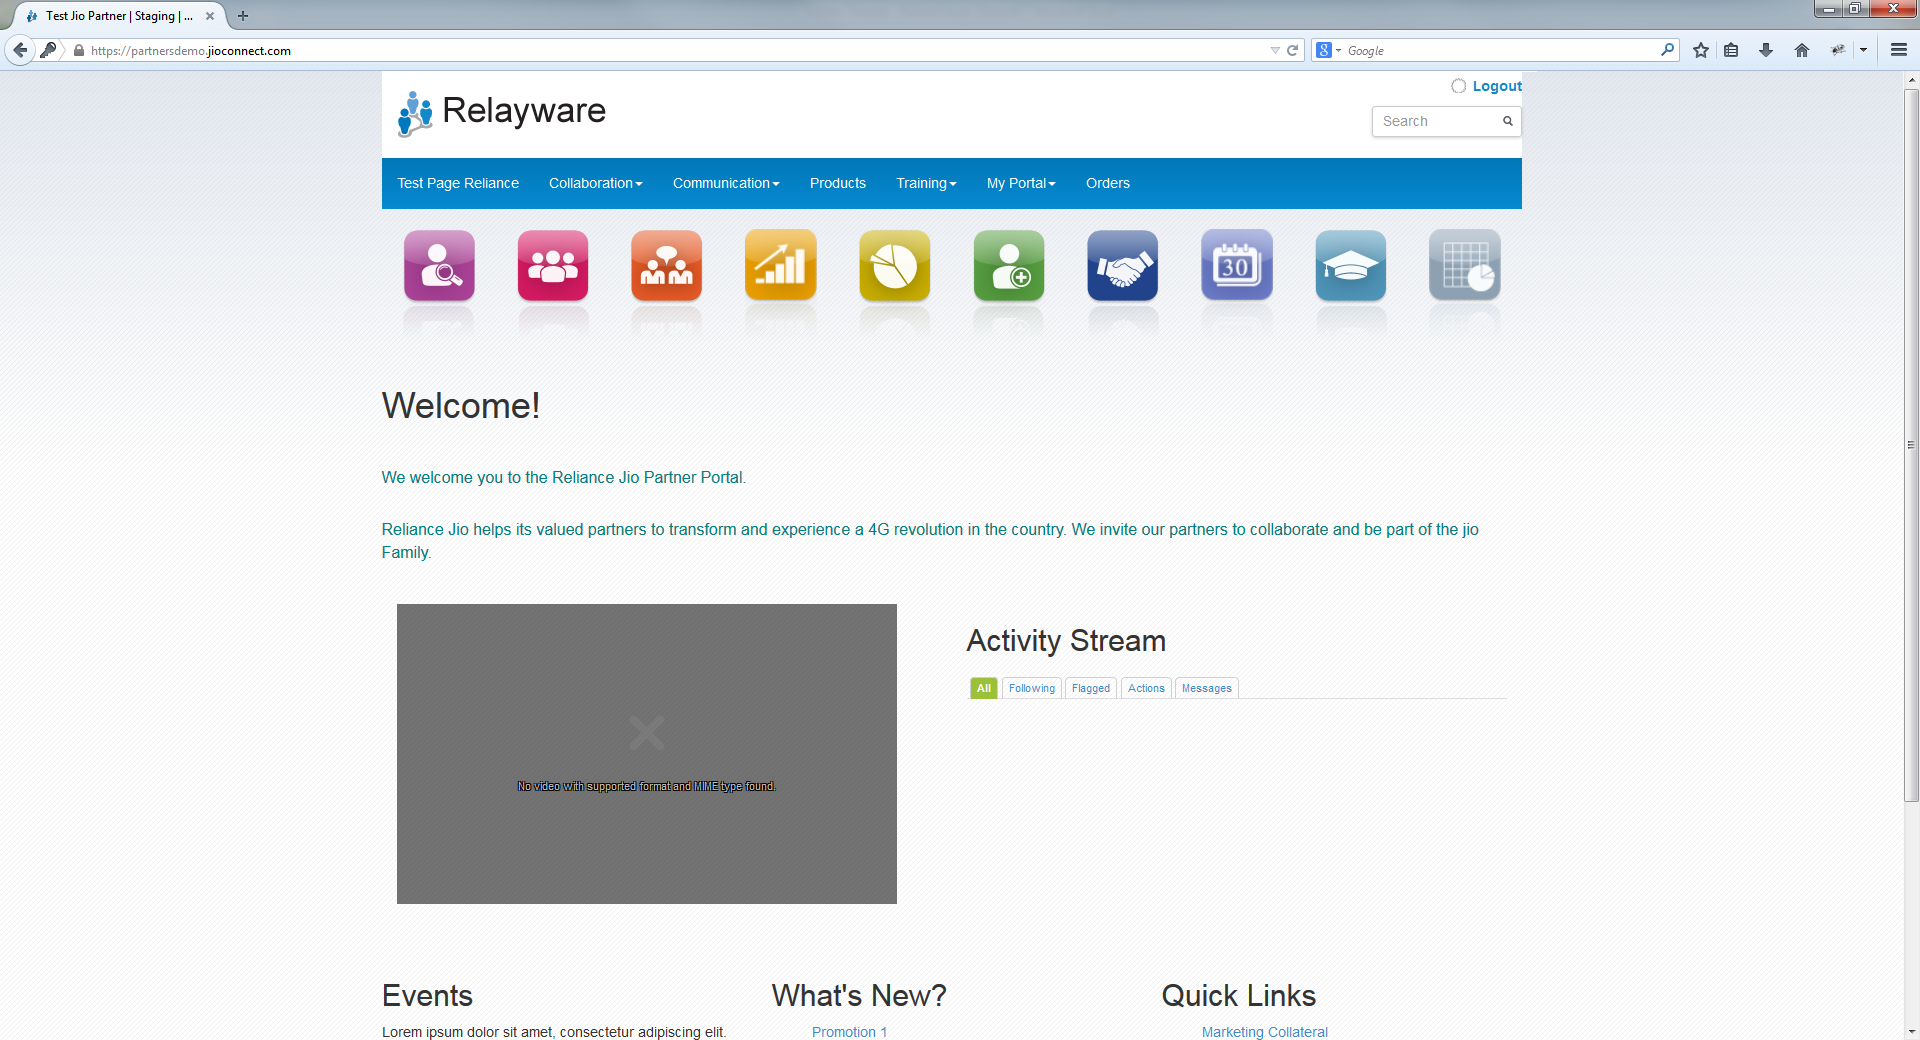 Test Jio Partner | Staging | ...
https://partnersdemo.jioconnect.com
Google
Logout
Relayware
Search
Test Page Reliance Collaboration Communication Products Training My Portal Orders
30
Welcome!
We welcome you to the Reliance Jio Partner Portal.
Reliance Jio helps its valued partners to transform and experience a 4G revolution in the country. We invite our partners to collaborate and be part of the jio
Family.
Activity Stream
All Following Flagged Actions Messages
No video with supported format and MIME type found.
Events What's New? Quick Links
Lorem ipsum dolor sit amet, consectetur adipiscing elit. Promotion 1 Marketing Collateral